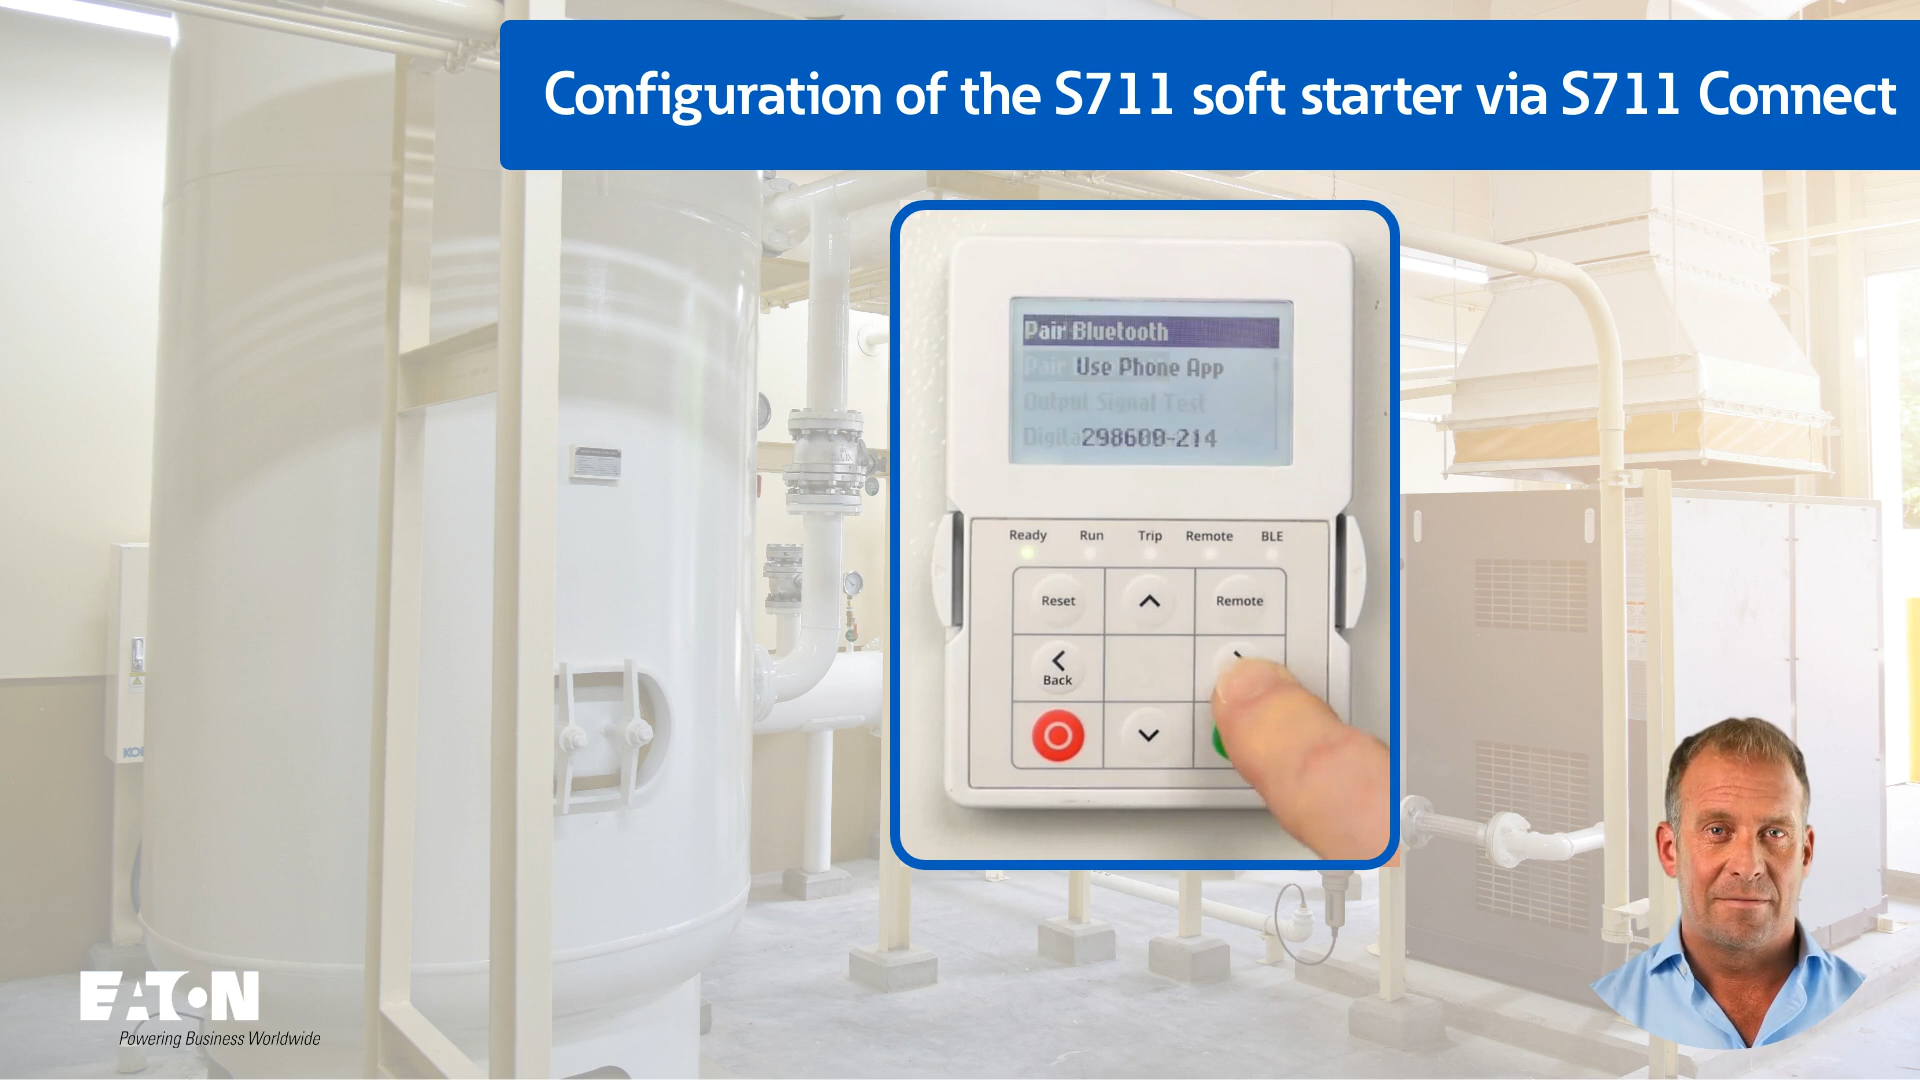 Configuration of the S711 soft starter via S711 Connect
Pair Bluetooth
Use Phone App
Output Signal Test
298600-214
Ready Run Trip Remote BLE
Reset
Remote
Back
EATON
Powering Business Worldwide